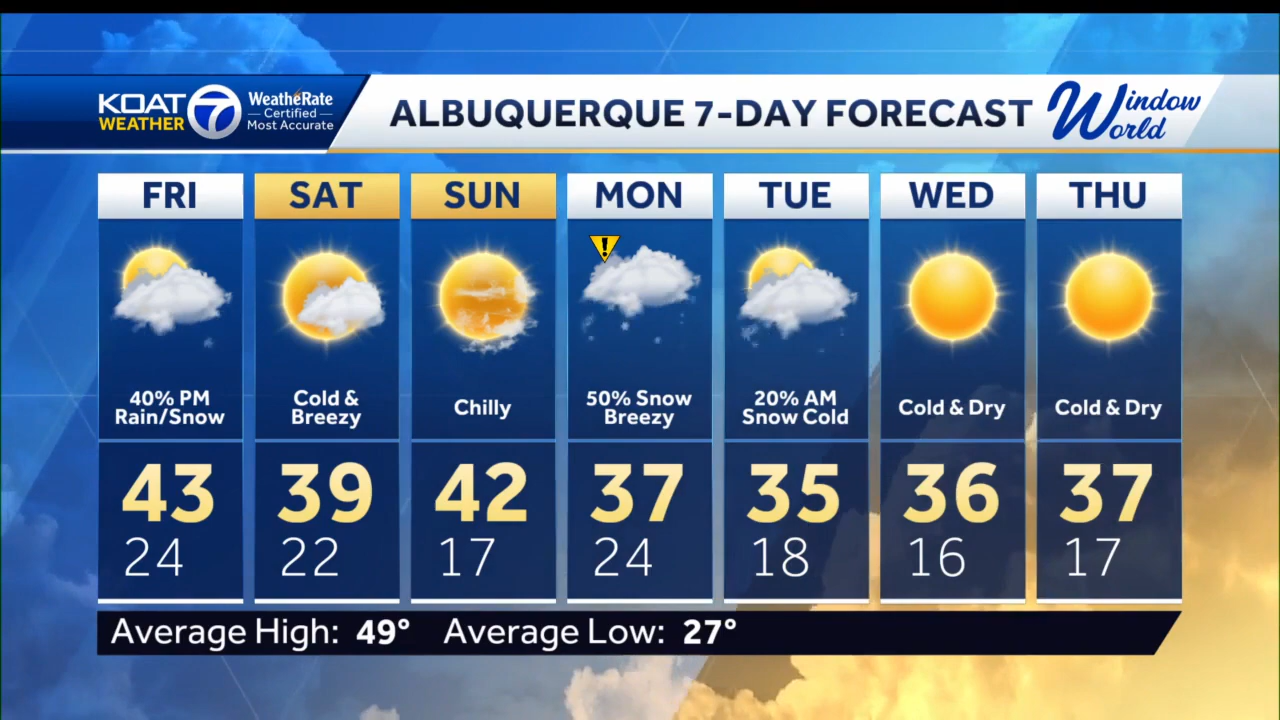 KOAT
WEATHER
7
WeatheRate
Certified
Most Accurate
ALBUQUERQUE 7-DAY FORECAST
Window
World
FRI
40% PM
Rain/Snow
43
24
SAT
Cold &
Breezy
39
22
SUN
Chilly
42
17
MON
!
50% Snow
Breezy
37
24
TUE
20% AM
Snow Cold
35
18
WED
Cold & Dry
36
16
THU
Cold & Dry
37
17
Average High: 49° Average Low: 27°